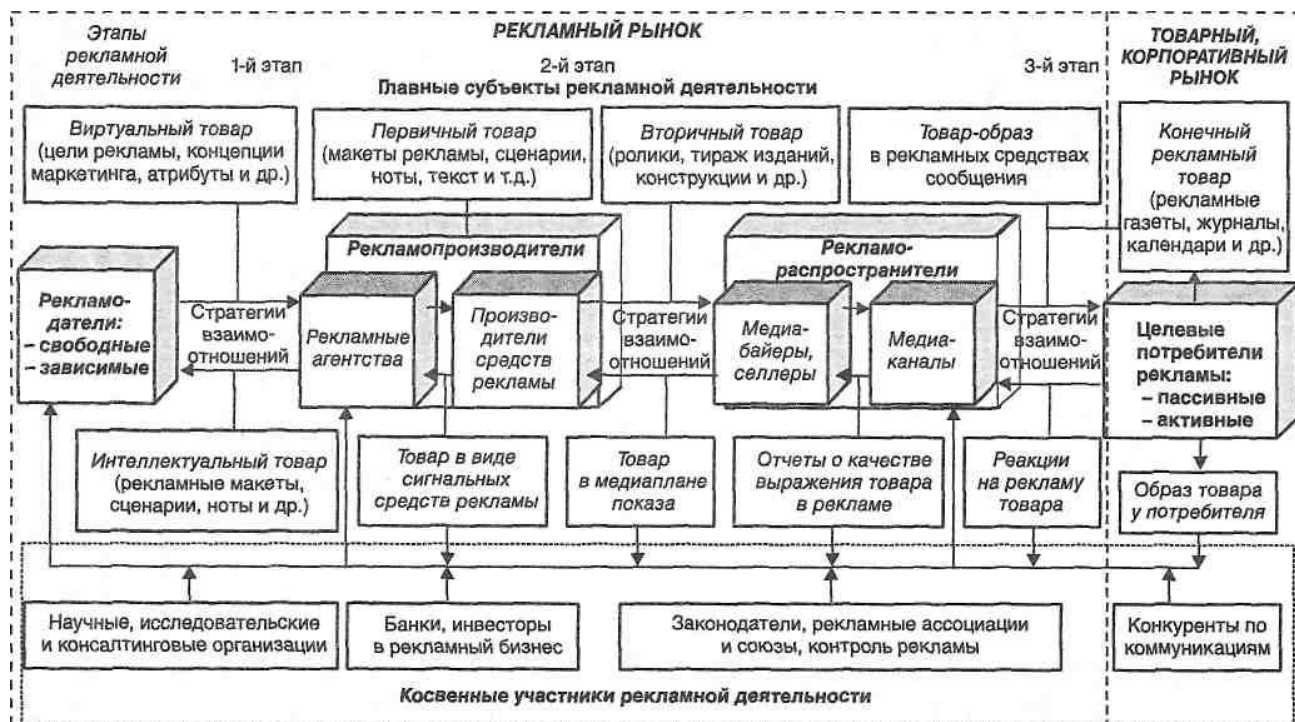 Этапы
рекламной
деятельности
РЕКЛАМНЫЙ РЫНОК
ТОВАРНЫЙ,
КОРПОРАТИВНЫЙ
РЫНОК
1-й этап
2-й этап
3-й этап
Главные субъекты рекламной деятельности
Виртуальный товар
(цели рекламы, концепции
маркетинга, атрибуты и др.)
Первичный товар
(макеты рекламы, сценарии,
ноты, текст и т.д.)
Вторичный товар
(ролики, тираж изданий,
конструкции и др.)
Товар-образ
в рекламных средствах
сообщения
Конечный
рекламный
товар
(рекламные
газеты, журналы,
календари и др.)
Рекламо-
датели:
– свободные
– зависимые
Стратегии
взаимо-
отношений
Рекламопроизводители
Рекламные
агентства
Произво-
дители
средств
рекламы
Стратегии
взаимо-
отношений
Рекламо-
распространители
Медиа-
байеры,
селлеры
Медиа-
каналы
Стратегии
взаимо-
отношений
Целевые
потребители
рекламы:
– пассивные
– активные
Интеллектуальный товар
(рекламные макеты,
сценарии, ноты и др.)
Товар в виде
сигнальных
средств рекламы
Товар
в медиаплане
показа
Отчеты о качестве
выражения товара
в рекламе
Реакции
на рекламу
товара
Образ товара
у потребителя
Научные, исследовательские
и консалтинговые организации
Банки, инвесторы
в рекламный бизнес
Законодатели, рекламные ассоциации
и союзы, контроль рекламы
Конкуренты по
коммуникациям
Косвенные участники рекламной деятельности